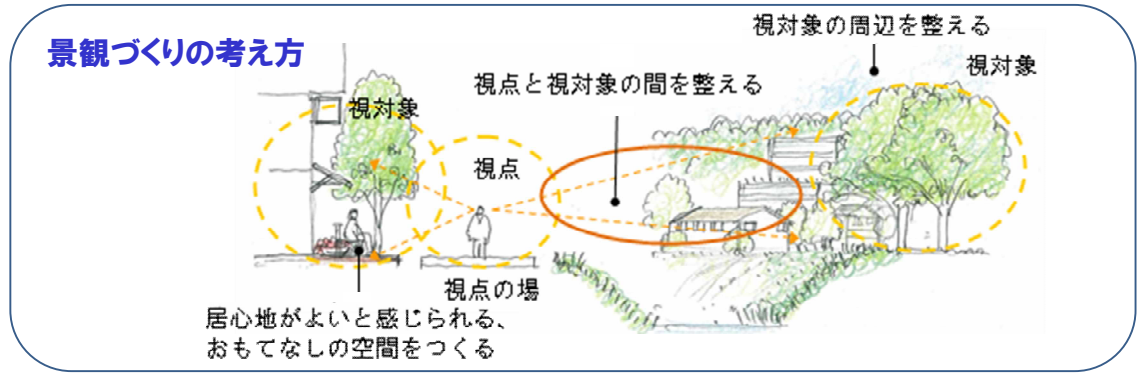 景観づくりの考え方
視対象の周辺を整える
視対象
視点と視対象の間を整える
視対象
視点
視点の場
居心地がよいと感じられる、
おもてなしの空間をつくる